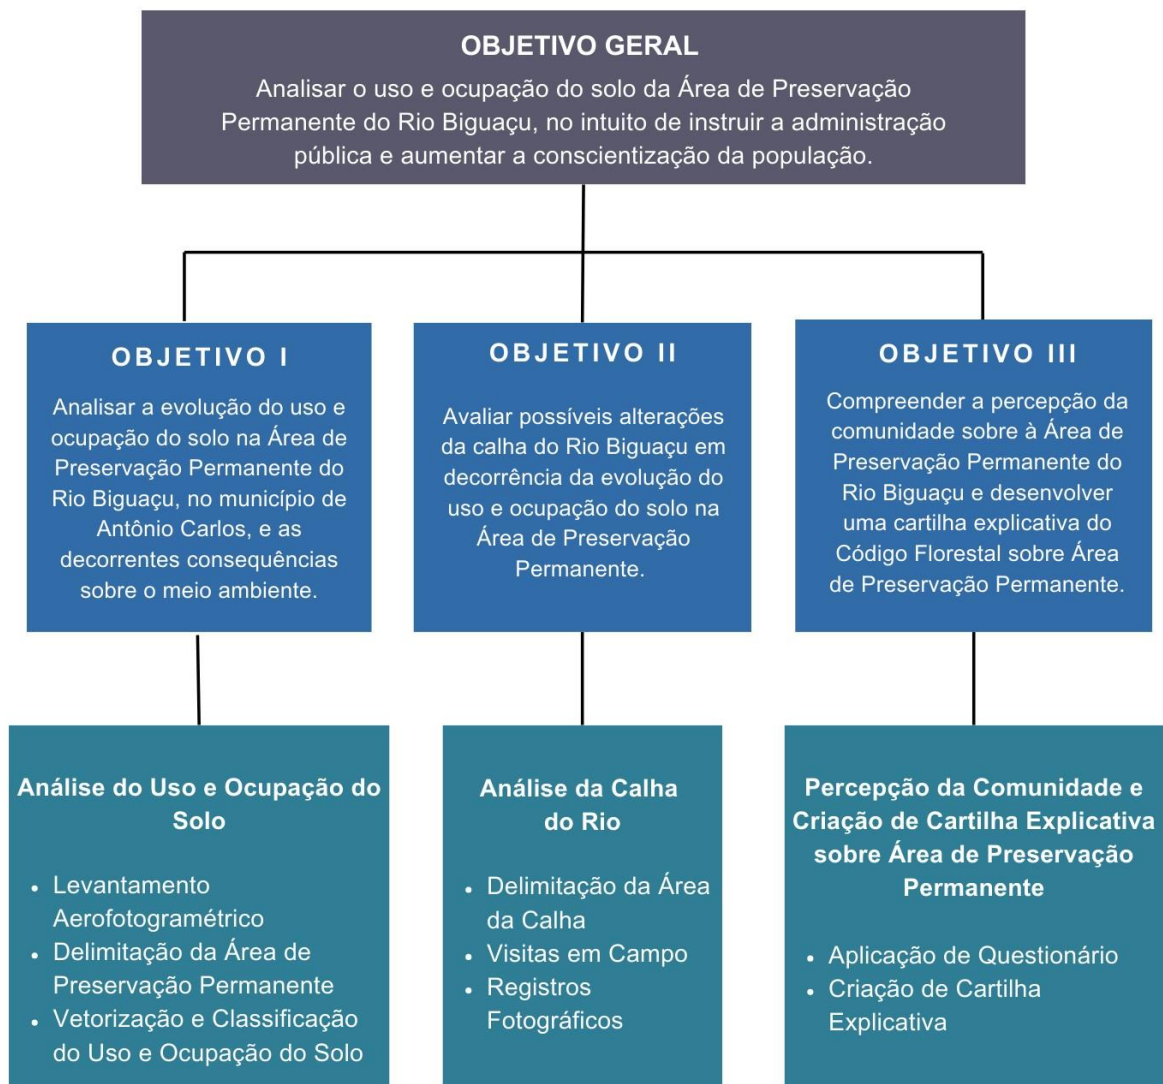 OBJETIVO GERAL
Analisar o uso e ocupação do solo da Área de Preservação
Permanente do Rio Biguaçu, no intuito de instruir a administração
pública e aumentar a conscientização da população.
OBJETIVO I
Analisar a evolução do uso e
ocupação do solo na Área de
Preservação Permanente do
Rio Biguaçu, no município de
Antônio Carlos, e as
decorrentes consequências
sobre o meio ambiente.
OBJETIVO II
Avaliar possíveis alterações
da calha do Rio Biguaçu em
decorrência da evolução do
uso e ocupação do solo na
Área de Preservação
Permanente.
OBJETIVO III
Compreender a percepção da
comunidade sobre à Área de
Preservação Permanente do
Rio Biguaçu e desenvolver
uma cartilha explicativa do
Código Florestal sobre Área
de Preservação Permanente.
Análise do Uso e Ocupação do
Solo
• Levantamento
Aerofotogramétrico
• Delimitação da Área de
Preservação Permanente
• Vetorização e Classificação
do Uso e Ocupação do Solo
Análise da Calha
do Rio
• Delimitação da Área
da Calha
• Visitas em Campo
• Registros
Fotográficos
Percepção da Comunidade e
Criação de Cartilha Explicativa
sobre Área de Preservação
Permanente
• Aplicação de Questionário
• Criação de Cartilha
Explicativa